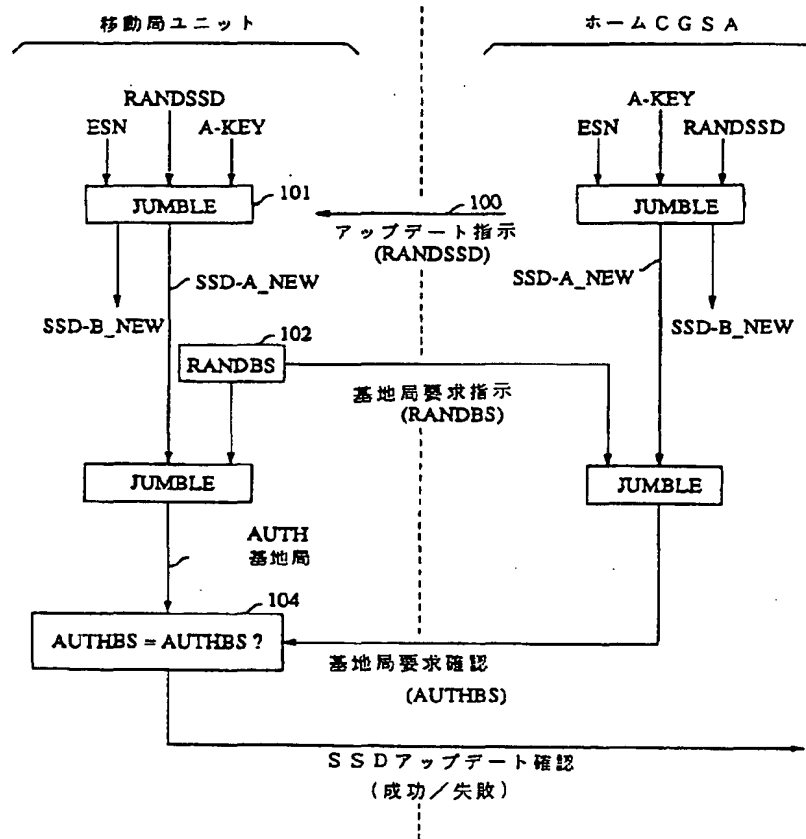 移動局ユニット
ホームCGSA
RANDSSD
ESN
A-KEY
A-KEY
ESN
RANDSSD
JUMBLE
101
100
JUMBLE
アップデート指示
(RANDSSD)
SSD-A_NEW
SSD-A_NEW
SSD-B_NEW
SSD-B_NEW
102
RANDBS
基地局要求指示
(RANDBS)
JUMBLE
JUMBLE
AUTH
基地局
104
AUTHBS = AUTHBS ?
基地局要求確認
(AUTHBS)
SSDアップデート確認
(成功/失敗)